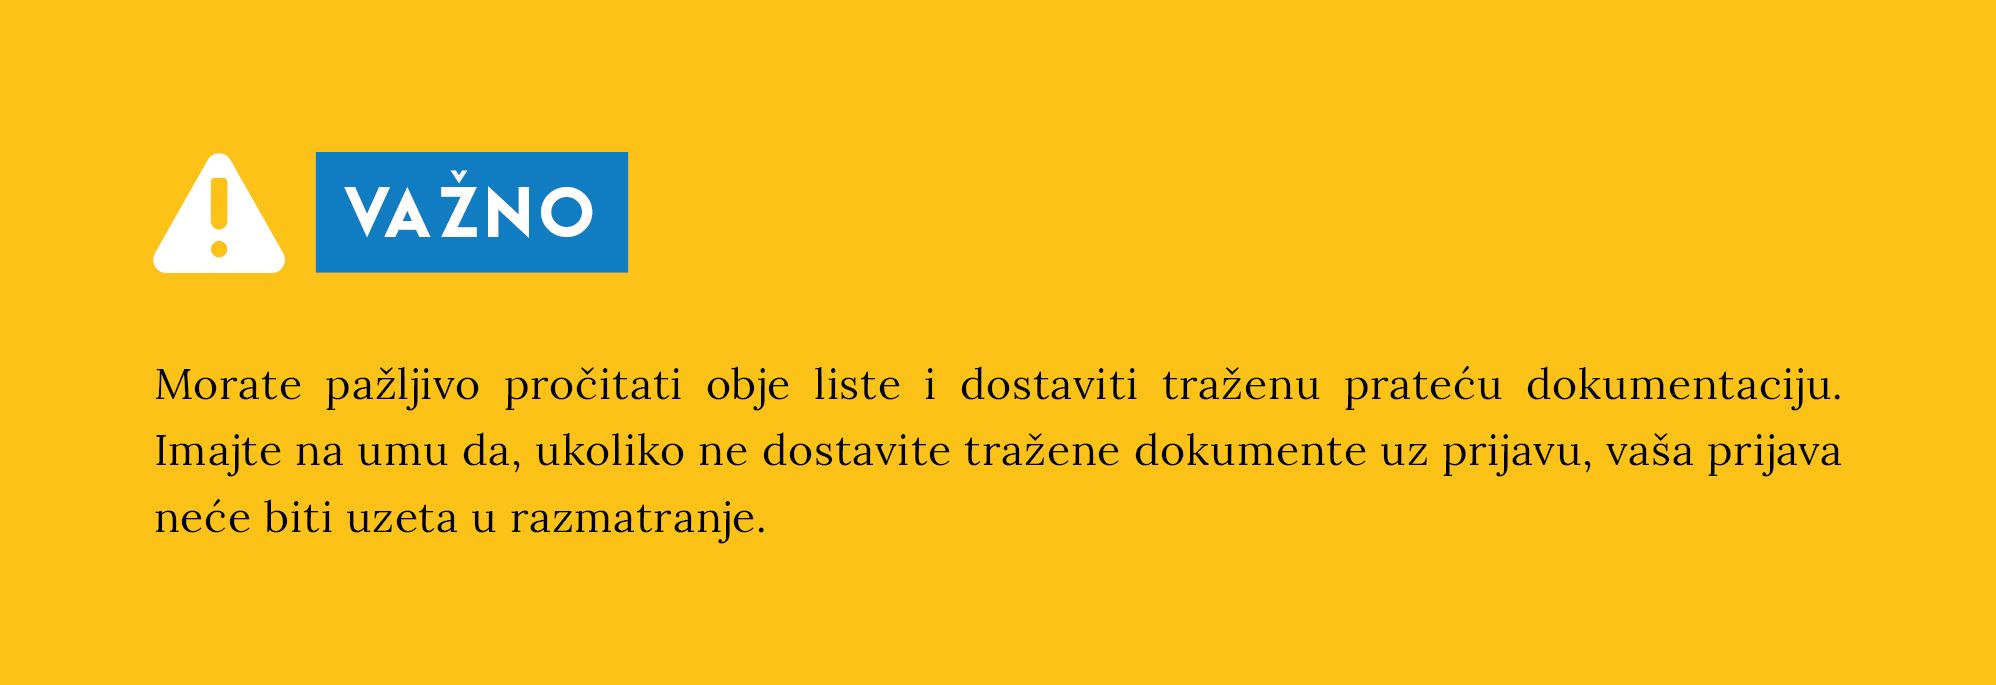 VAŽNO
Morate pažljivo pročitati obje liste i dostaviti traženu prateću dokumentaciju.
Imajte na umu da, ukoliko ne dostavite tražene dokumente uz prijavu, vaša prijava
neće biti uzeta u razmatranje.